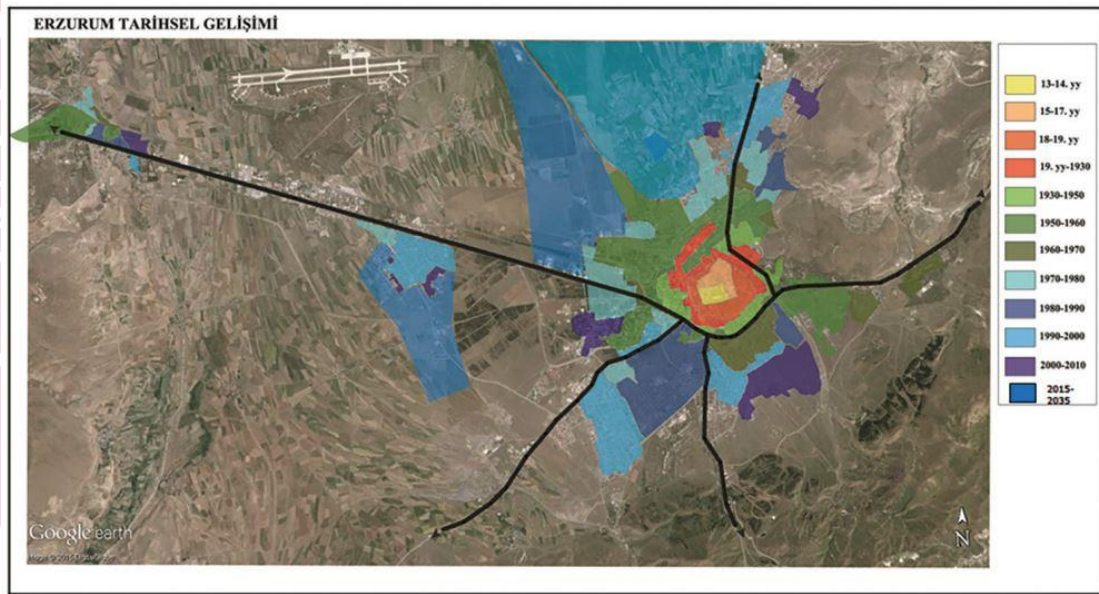 ERZURUM TARİHSEL GELİŞİMİ
13-14. yy
15-17. yy
18-19. yy
19. yy-1930
1930-1950
1950-1960
1960-1970
1970-1980
1980-1990
1990-2000
2000-2010
2015-
2035
Google earth
N